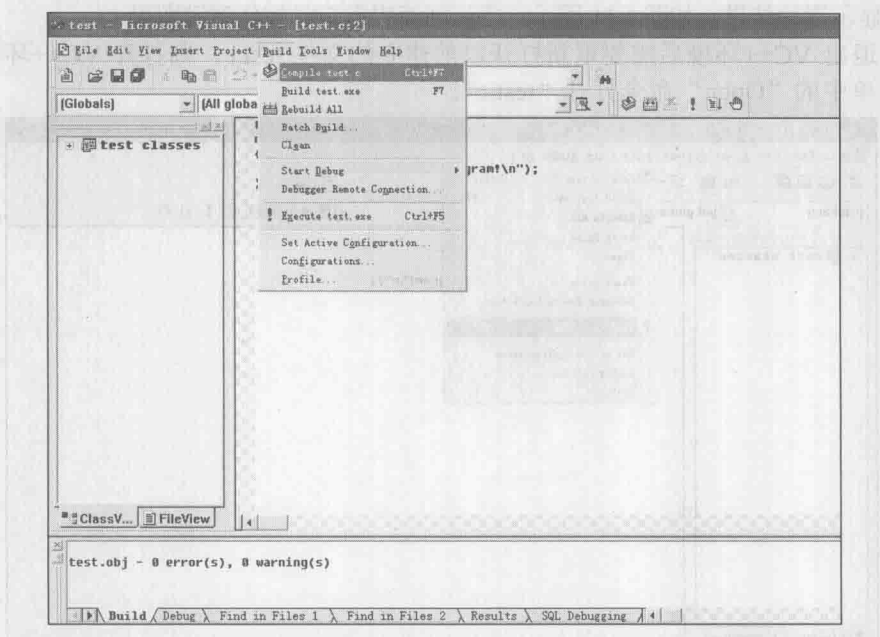 test - Microsoft Visual C++ - [test.c:2]
File Edit View Insert Project Build Tools Window Help
Compile test.c Ctrl+F7
Build test.exe F7
[Globals] [All globa
Rebuild All
Batch Build...
test classes
Clean
Start Debug
gram!\n");
Debugger Remote Connection...
Execute test.exe Ctrl+F5
Set Active Configuration...
Configurations...
Profile...
ClassV... FileView
test.obj - 0 error(s), 0 warning(s)
Build Debug Find in Files 1 Find in Files 2 Results SQL Debugging